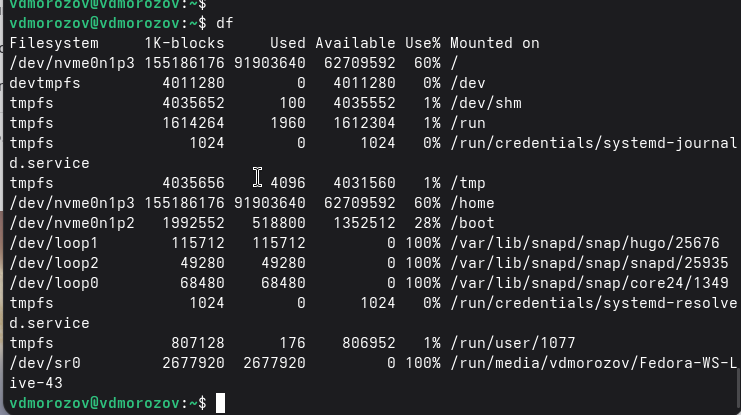 vdmorozov@vdmorozov:~$
vdmorozov@vdmorozov:~$ df
Filesystem     1K-blocks     Used Available Use% Mounted on
/dev/nvme0n1p3 155186176 91903640  62709592  60% /
devtmpfs         4011280        0   4011280   0% /dev
tmpfs            4035652      100   4035552   1% /dev/shm
tmpfs            1614264     1960   1612304   1% /run
tmpfs               1024        0      1024   0% /run/credentials/systemd-journal
d.service
tmpfs            4035656     4096   4031560   1% /tmp
/dev/nvme0n1p3 155186176 91903640  62709592  60% /home
/dev/nvme0n1p2   1992552   518800   1352512  28% /boot
/dev/loop1        115712   115712         0 100% /var/lib/snapd/snap/hugo/25676
/dev/loop2         49280    49280         0 100% /var/lib/snapd/snap/snapd/25935
/dev/loop0         68480    68480         0 100% /var/lib/snapd/snap/core24/1349
tmpfs               1024        0      1024   0% /run/credentials/systemd-resolve
d.service
tmpfs             807128      176    806952   1% /run/user/1077
/dev/sr0         2677920  2677920         0 100% /run/media/vdmorozov/Fedora-WS-L
ive-43
vdmorozov@vdmorozov:~$